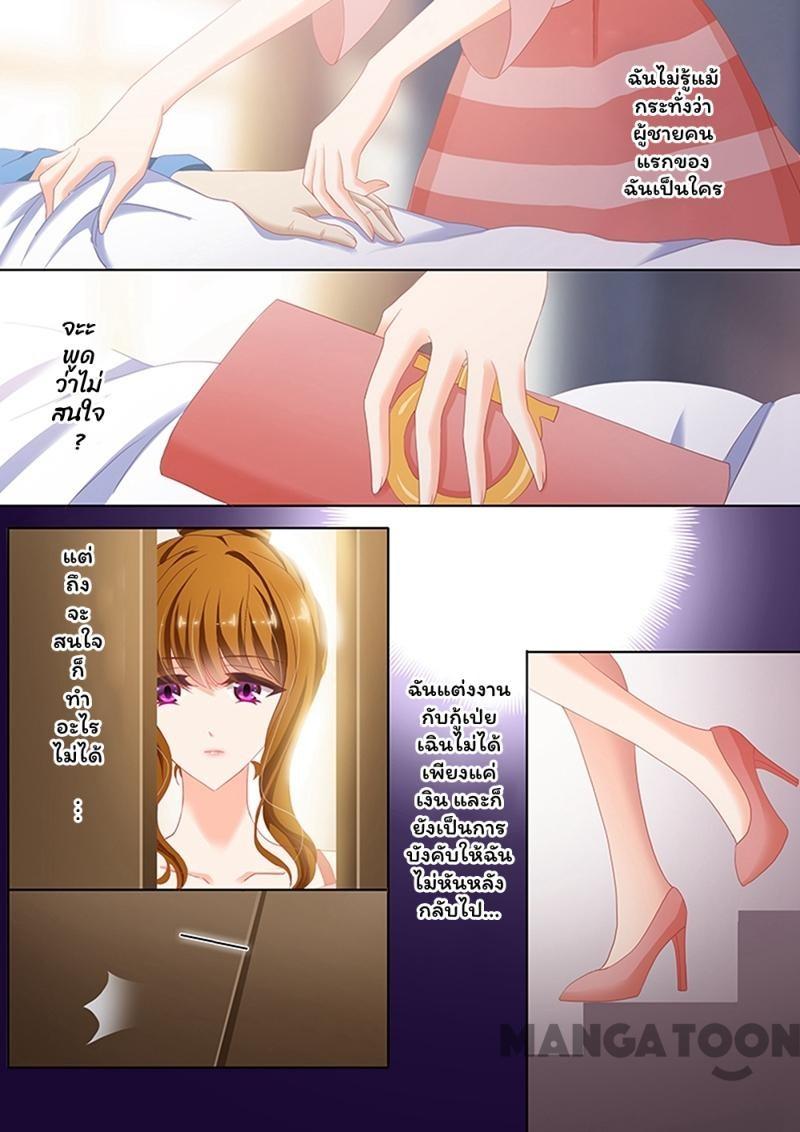 ฉันไม่รู้แม้
กระทั่งว่า
ผู้ชายคน
แรกของ
ฉันเป็นใคร
จะะ
พูด
ว่าไม่
สนใจ
?
แต่
ถึง
จะ
สนใจ
ก็
ทำ
อะไร
ไม่ได้
...
ฉันแต่งงาน
กับกู้เป่ย
เฉินไม่ได้
เพียงแค่
เงิน และก็
ยังเป็นการ
บังคับให้ฉัน
ไม่หันหลัง
กลับไป...
MANGATOON